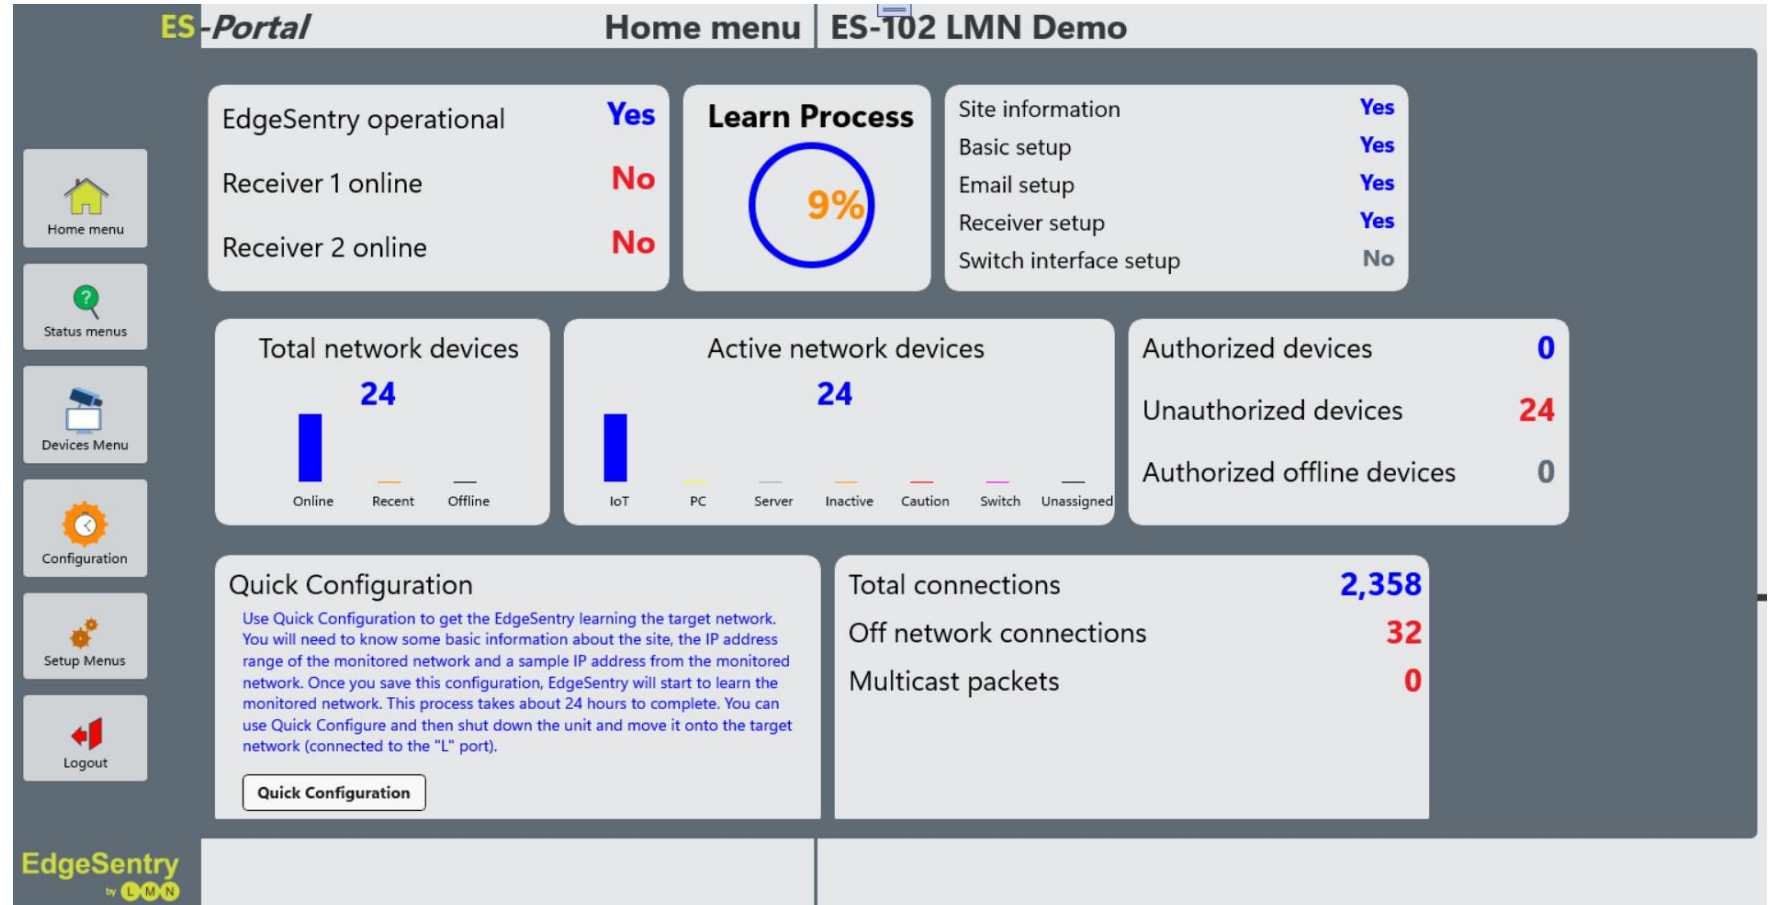 ES-Portal
Home menu
ES-102 LMN Demo
EdgeSentry operational Yes
Receiver 1 online No
Receiver 2 online No
Learn Process
9%
Site information Yes
Basic setup Yes
Email setup Yes
Receiver setup Yes
Switch interface setup No
Home menu
Status menus
Devices Menu
Configuration
Setup Menus
Logout
Total network devices
24
Online Recent Offline
Active network devices
24
IoT PC Server Inactive Caution Switch Unassigned
Authorized devices 0
Unauthorized devices 24
Authorized offline devices 0
Quick Configuration
Use Quick Configuration to get the EdgeSentry learning the target network.
You will need to know some basic information about the site, the IP address
range of the monitored network and a sample IP address from the monitored
network. Once you save this configuration, EdgeSentry will start to learn the
monitored network. This process takes about 24 hours to complete. You can
use Quick Configure and then shut down the unit and move it onto the target
network (connected to the "L" port).
Quick Configuration
Total connections 2,358
Off network connections 32
Multicast packets 0
EdgeSentry
by LMN